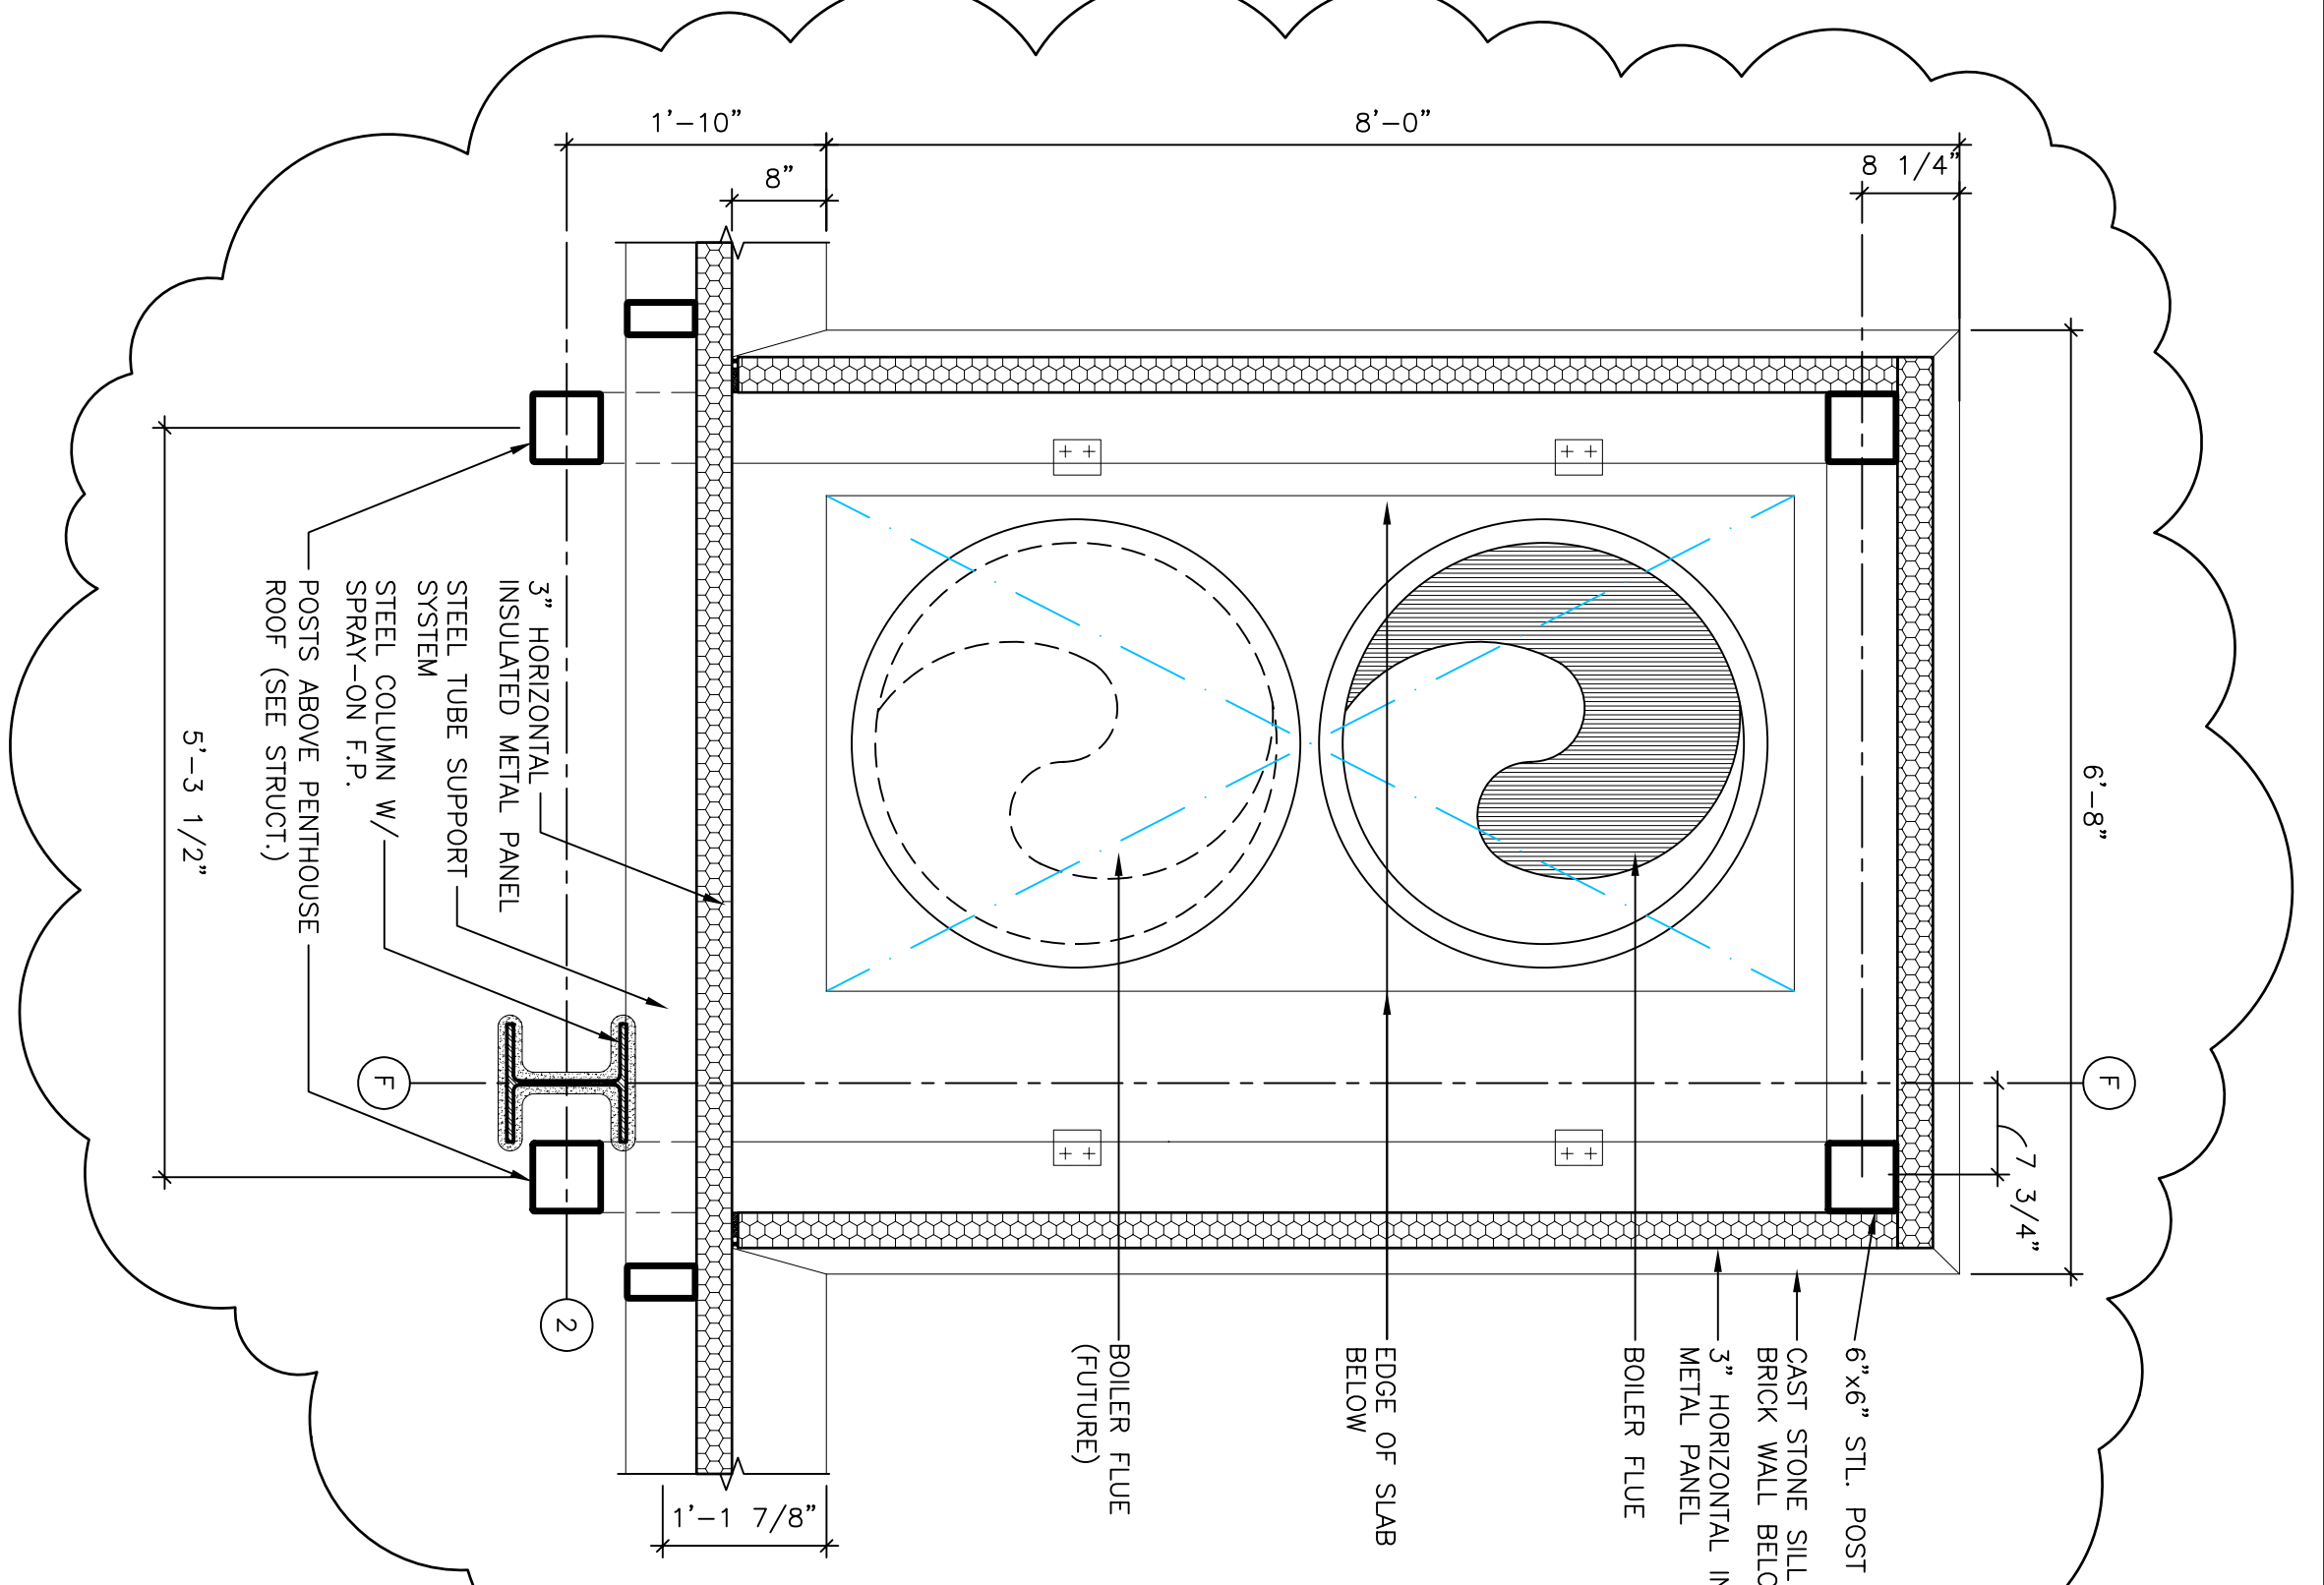 1'-10"
8'-0"
8"
8 1/4"
6'-8"
F
7 3/4"
6"x6" STL. POST
CAST STONE SILL
BRICK WALL
3" HORIZONTAL
METAL PANEL
BOILER FLUE
EDGE OF SLAB
BELOW
BOILER FLUE
(FUTURE)
3" HORIZONTAL
INSULATED METAL PANEL
STEEL TUBE SUPPORT
SYSTEM
STEEL COLUMN W/
SPRAY-ON F.P.
POSTS ABOVE PENTHOUSE
ROOF (SEE STRUCT.)
5'-3 1/2"
F
2
1'-1 7/8"